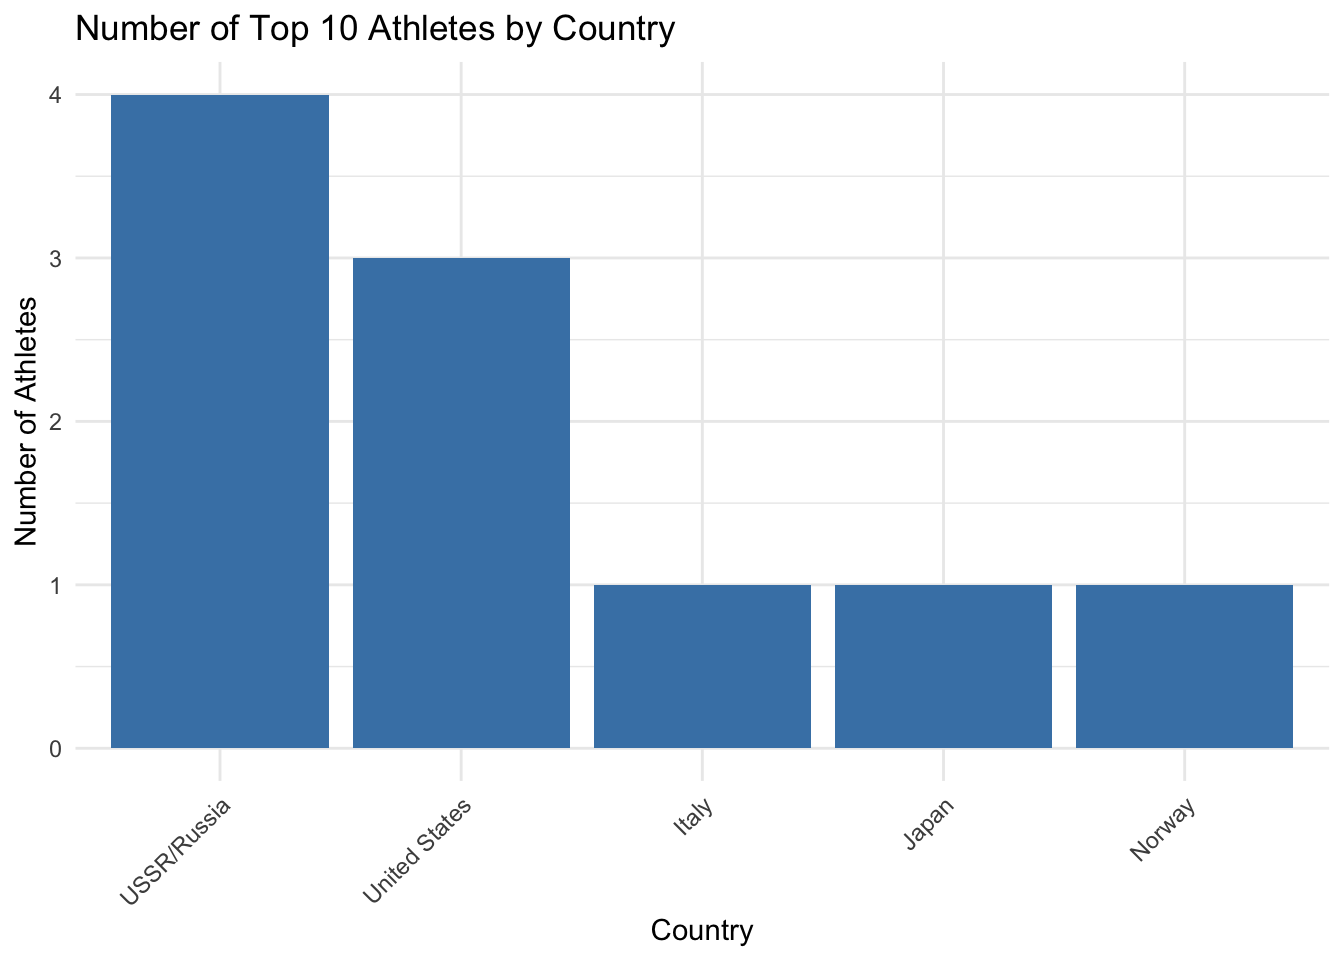 Number of Top 10 Athletes by Country
Number of Athletes
4
3
2
1
0
USSR/Russia
United States
Italy
Japan
Norway
Country